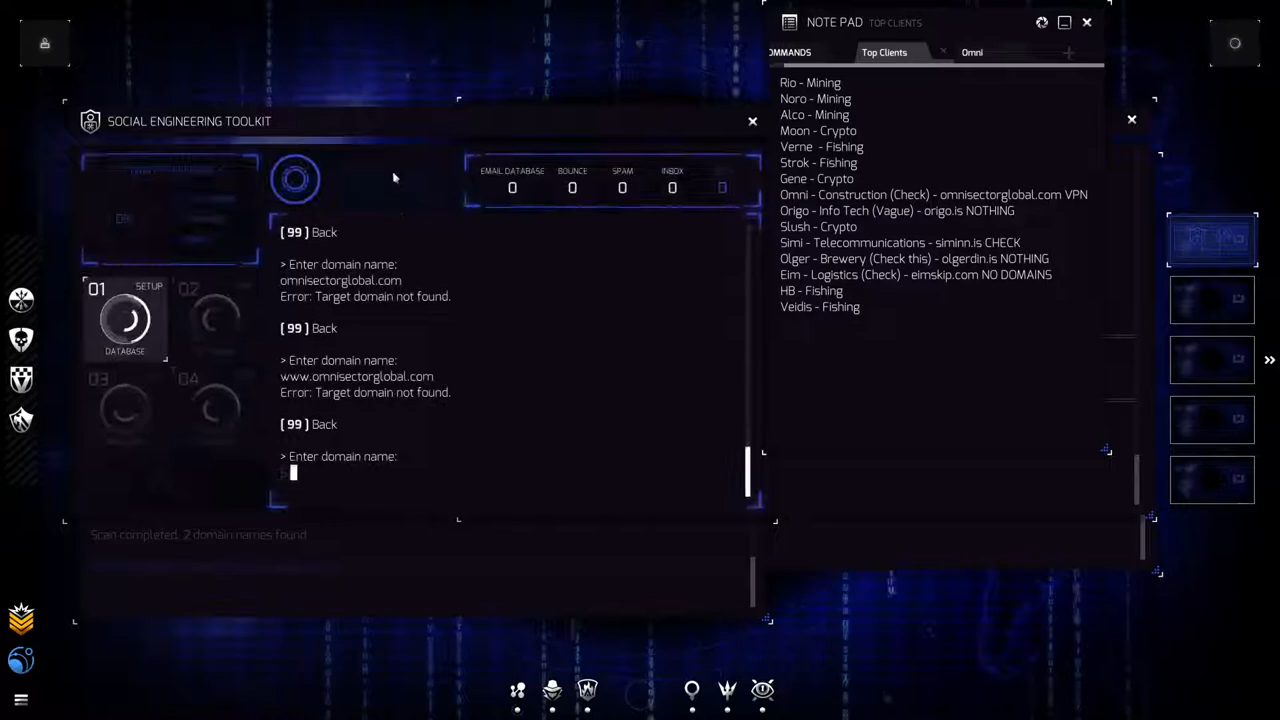 NOTE PAD TOP CLIENTS
OMMANDS Top Clients Omni
Rio - Mining
Noro - Mining
Alco - Mining
Moon - Crypto
Verne - Fishing
Strok - Fishing
Gene - Crypto
Omni - Construction (Check) - omnisectorglobal.com VPN
Origo - Info Tech (Vague) - origo.is NOTHING
Slush - Crypto
Simi - Telecommunications - siminn.is CHECK
Olger - Brewery (Check this) - olgerdin.is NOTHING
Eim - Logistics (Check) - eimskip.com NO DOMAINS
HB - Fishing
Veidis - Fishing
SOCIAL ENGINEERING TOOLKIT
EMAIL DATABASE BOUNCE SPAM INBOX
0 0 0 0 0
01 SETUP
DATABASE
02
03
04
[ 99 ] Back
> Enter domain name:
omnisectorglobal.com
Error: Target domain not found.
[ 99 ] Back
> Enter domain name:
www.omnisectorglobal.com
Error: Target domain not found.
[ 99 ] Back
> Enter domain name:
Scan completed. 2 domain names found